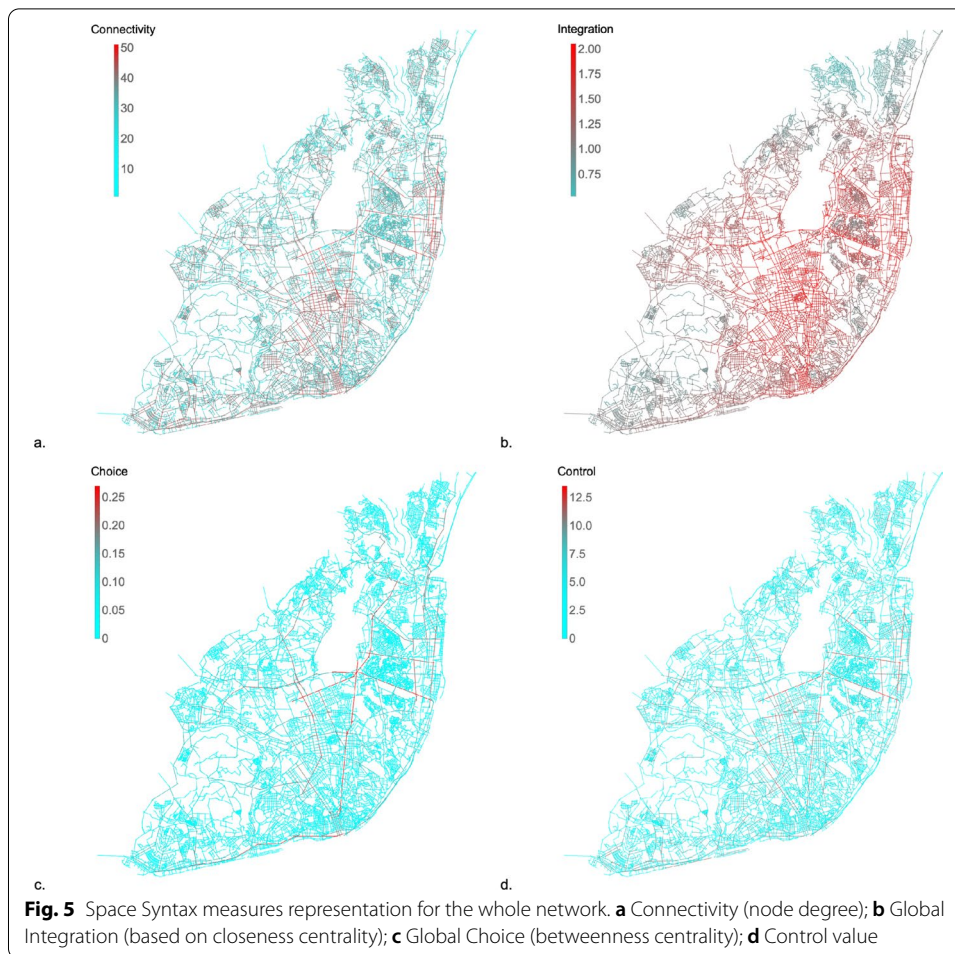 Connectivity
50
40
30
20
10
a.
Integration
2.00
1.75
1.50
1.25
1.00
0.75
b.
Choice
0.25
0.20
0.15
0.10
0.05
0
c.
Control
12.5
10.0
7.5
5.0
2.5
0
d.
Fig. 5 Space Syntax measures representation for the whole network. a Connectivity (node degree); b Global
Integration (based on closeness centrality); c Global Choice (betweenness centrality); d Control value